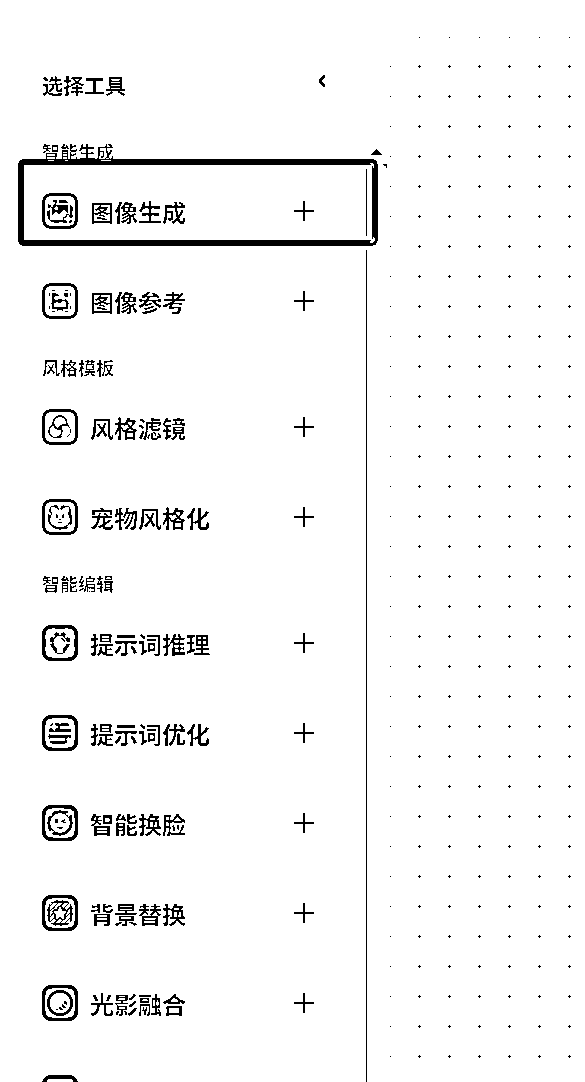 选择工具
智能生成
图像生成
图像参考
风格模板
风格滤镜
宠物风格化
智能编辑
提示词推理
提示词优化
智能换脸
背景替换
光影融合